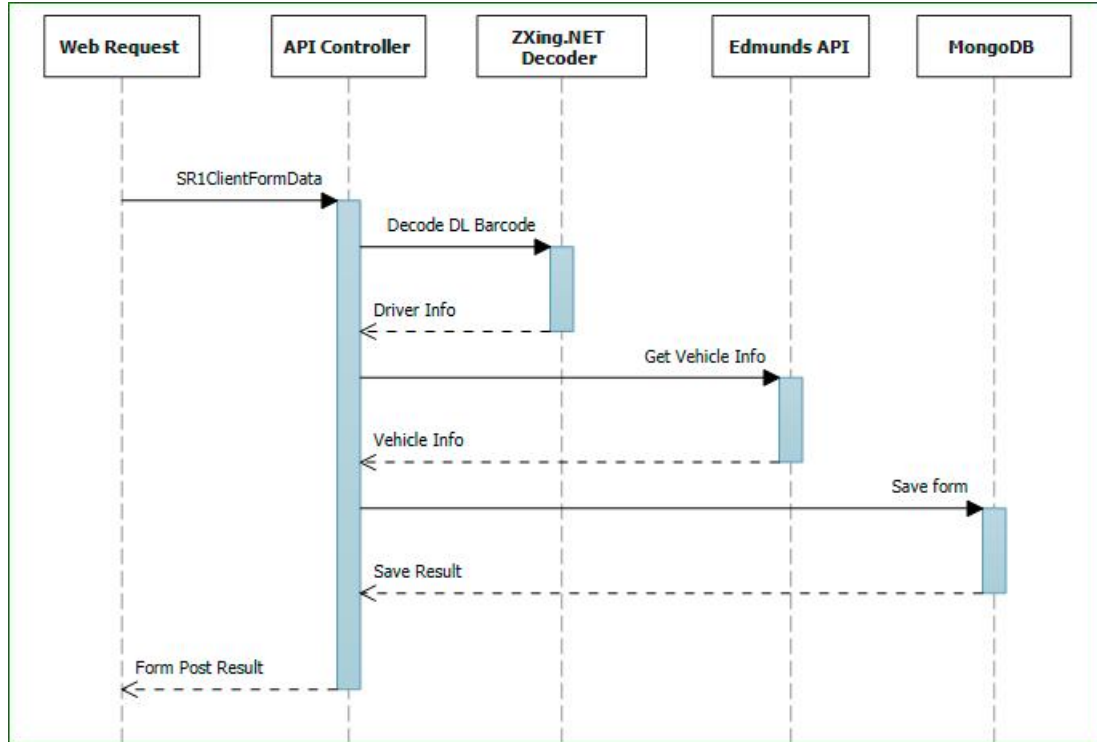 Web Request
API Controller
ZXing.NET
Decoder
Edmunds API
MongoDB
SR1ClientFormData
Decode DL Barcode
Driver Info
Get Vehicle Info
Vehicle Info
Save form
Save Result
Form Post Result